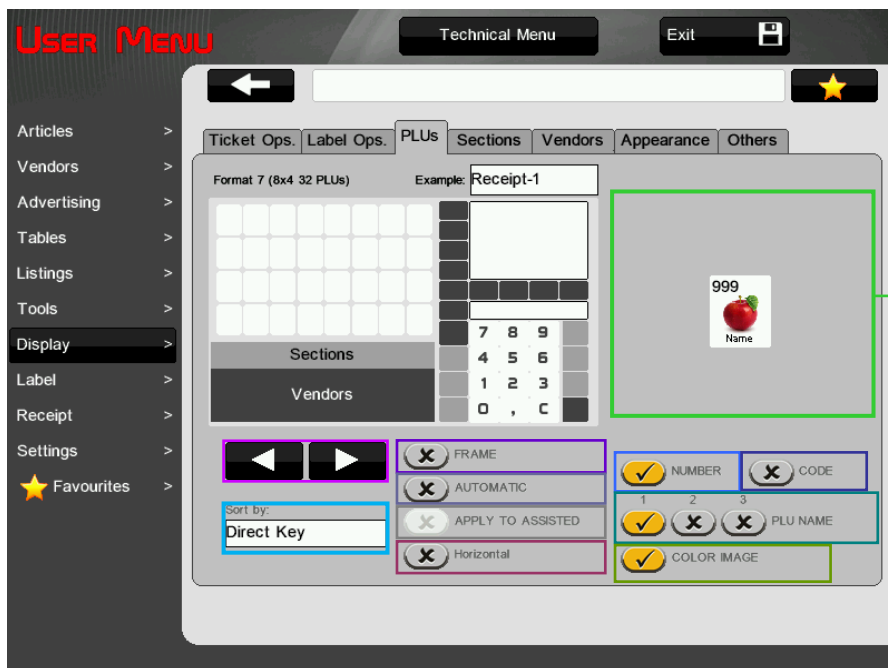 USER MENU
Technical Menu
Exit
Articles >
Vendors >
Advertising >
Tables >
Listings >
Tools >
Display >
Label >
Receipt >
Settings >
Favourites >
Ticket Ops. Label Ops. PLUs Sections Vendors Appearance Others
Format 7 (8x4 32 PLUs)
Example: Receipt-1
7 8 9
4 5 6
1 2 3
0 , C
Sections
Vendors
999
Name
Sort by:
Direct Key
FRAME
AUTOMATIC
APPLY TO ASSISTED
Horizontal
NUMBER
CODE
1 2 3
PLU NAME
COLOR IMAGE